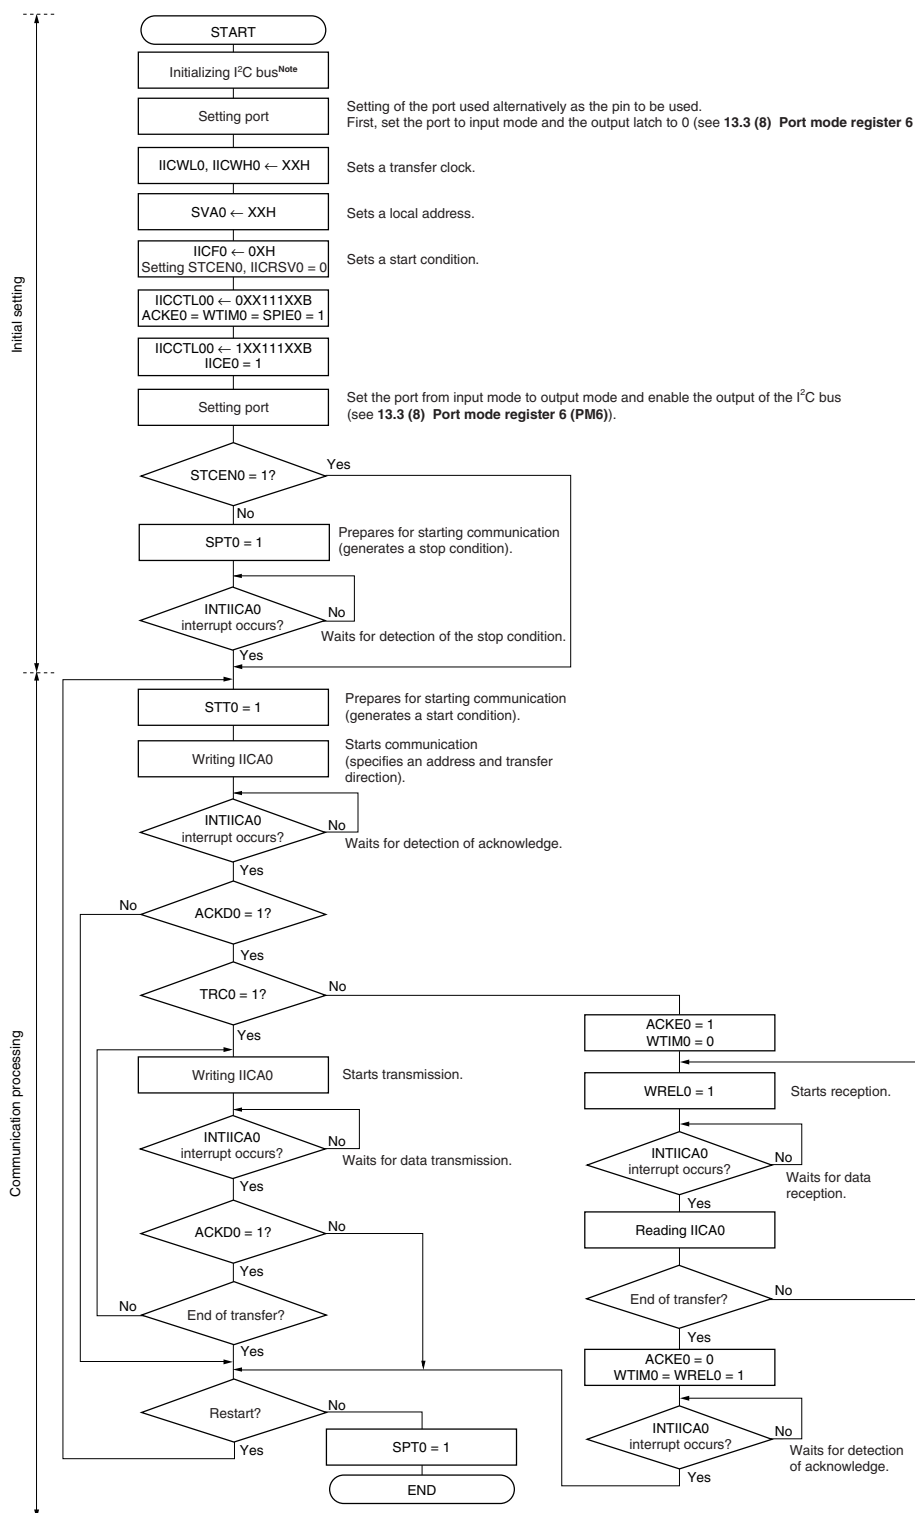 START
Initializing I²C bus^Note
Setting port
Setting of the port used alternatively as the pin to be used.
First, set the port to input mode and the output latch to 0 (see 13.3 (8) Port mode register 6
IICWL0, IICWH0 ← XXH
Sets a transfer clock.
SVA0 ← XXH
Sets a local address.
IICF0 ← 0XH
Setting STCEN0, IICRSV0 = 0
Sets a start condition.
IICCTL00 ← 0XX111XXB
ACKE0 = WTIM0 = SPIE0 = 1
IICCTL00 ← 1XX111XXB
IICE0 = 1
Initial setting
Setting port
Set the port from input mode to output mode and enable the output of the I²C bus
(see 13.3 (8) Port mode register 6 (PM6)).
STCEN0 = 1?
Yes
No
SPT0 = 1
Prepares for starting communication
(generates a stop condition).
INTIICA0
interrupt occurs?
No
Waits for detection of the stop condition.
Yes
STT0 = 1
Prepares for starting communication
(generates a start condition).
Writing IICA0
Starts communication
(specifies an address and transfer
direction).
INTIICA0
interrupt occurs?
No
Waits for detection of acknowledge.
Yes
No
ACKD0 = 1?
Yes
TRC0 = 1?
No
Yes
Communication processing
Writing IICA0
Starts transmission.
INTIICA0
interrupt occurs?
No
Waits for data transmission.
Yes
ACKD0 = 1?
No
Yes
No
End of transfer?
Yes
Restart?
No
Yes
SPT0 = 1
END
ACKE0 = 1
WTIM0 = 0
WREL0 = 1
Starts reception.
INTIICA0
interrupt occurs?
No
Waits for data
reception.
Yes
Reading IICA0
End of transfer?
No
Yes
ACKE0 = 0
WTIM0 = WREL0 = 1
INTIICA0
interrupt occurs?
No
Waits for detection
of acknowledge.
Yes